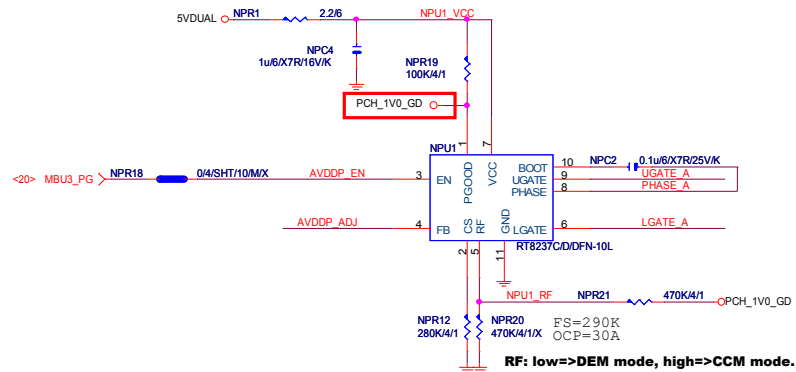 5VDUAL NPR1 2.2/6 NPU1_VCC
NPC4
1u/6/X7R/16V/K
NPR19
100K/4/1
PCH_1V0_GD
NPU1
1 7
<20> MBU3_PG NPR18 0/4/SHT/10/M/X AVDDP_EN 3 EN PGOOD VCC BOOT 10 NPC2 0.1u/6/X7R/25V/K
UGATE 9 UGATE_A
PHASE 8 PHASE_A
AVDDP_ADJ 4 FB CS RF GND LGATE 6 LGATE_A
RT8237C/D/DFN-10L
2 5 11
NPU1_RF NPR21 470K/4/1 PCH_1V0_GD
NPR12
280K/4/1
NPR20
470K/4/1/X
FS=290K
OCP=30A
RF: low=>DEM mode, high=>CCM mode.